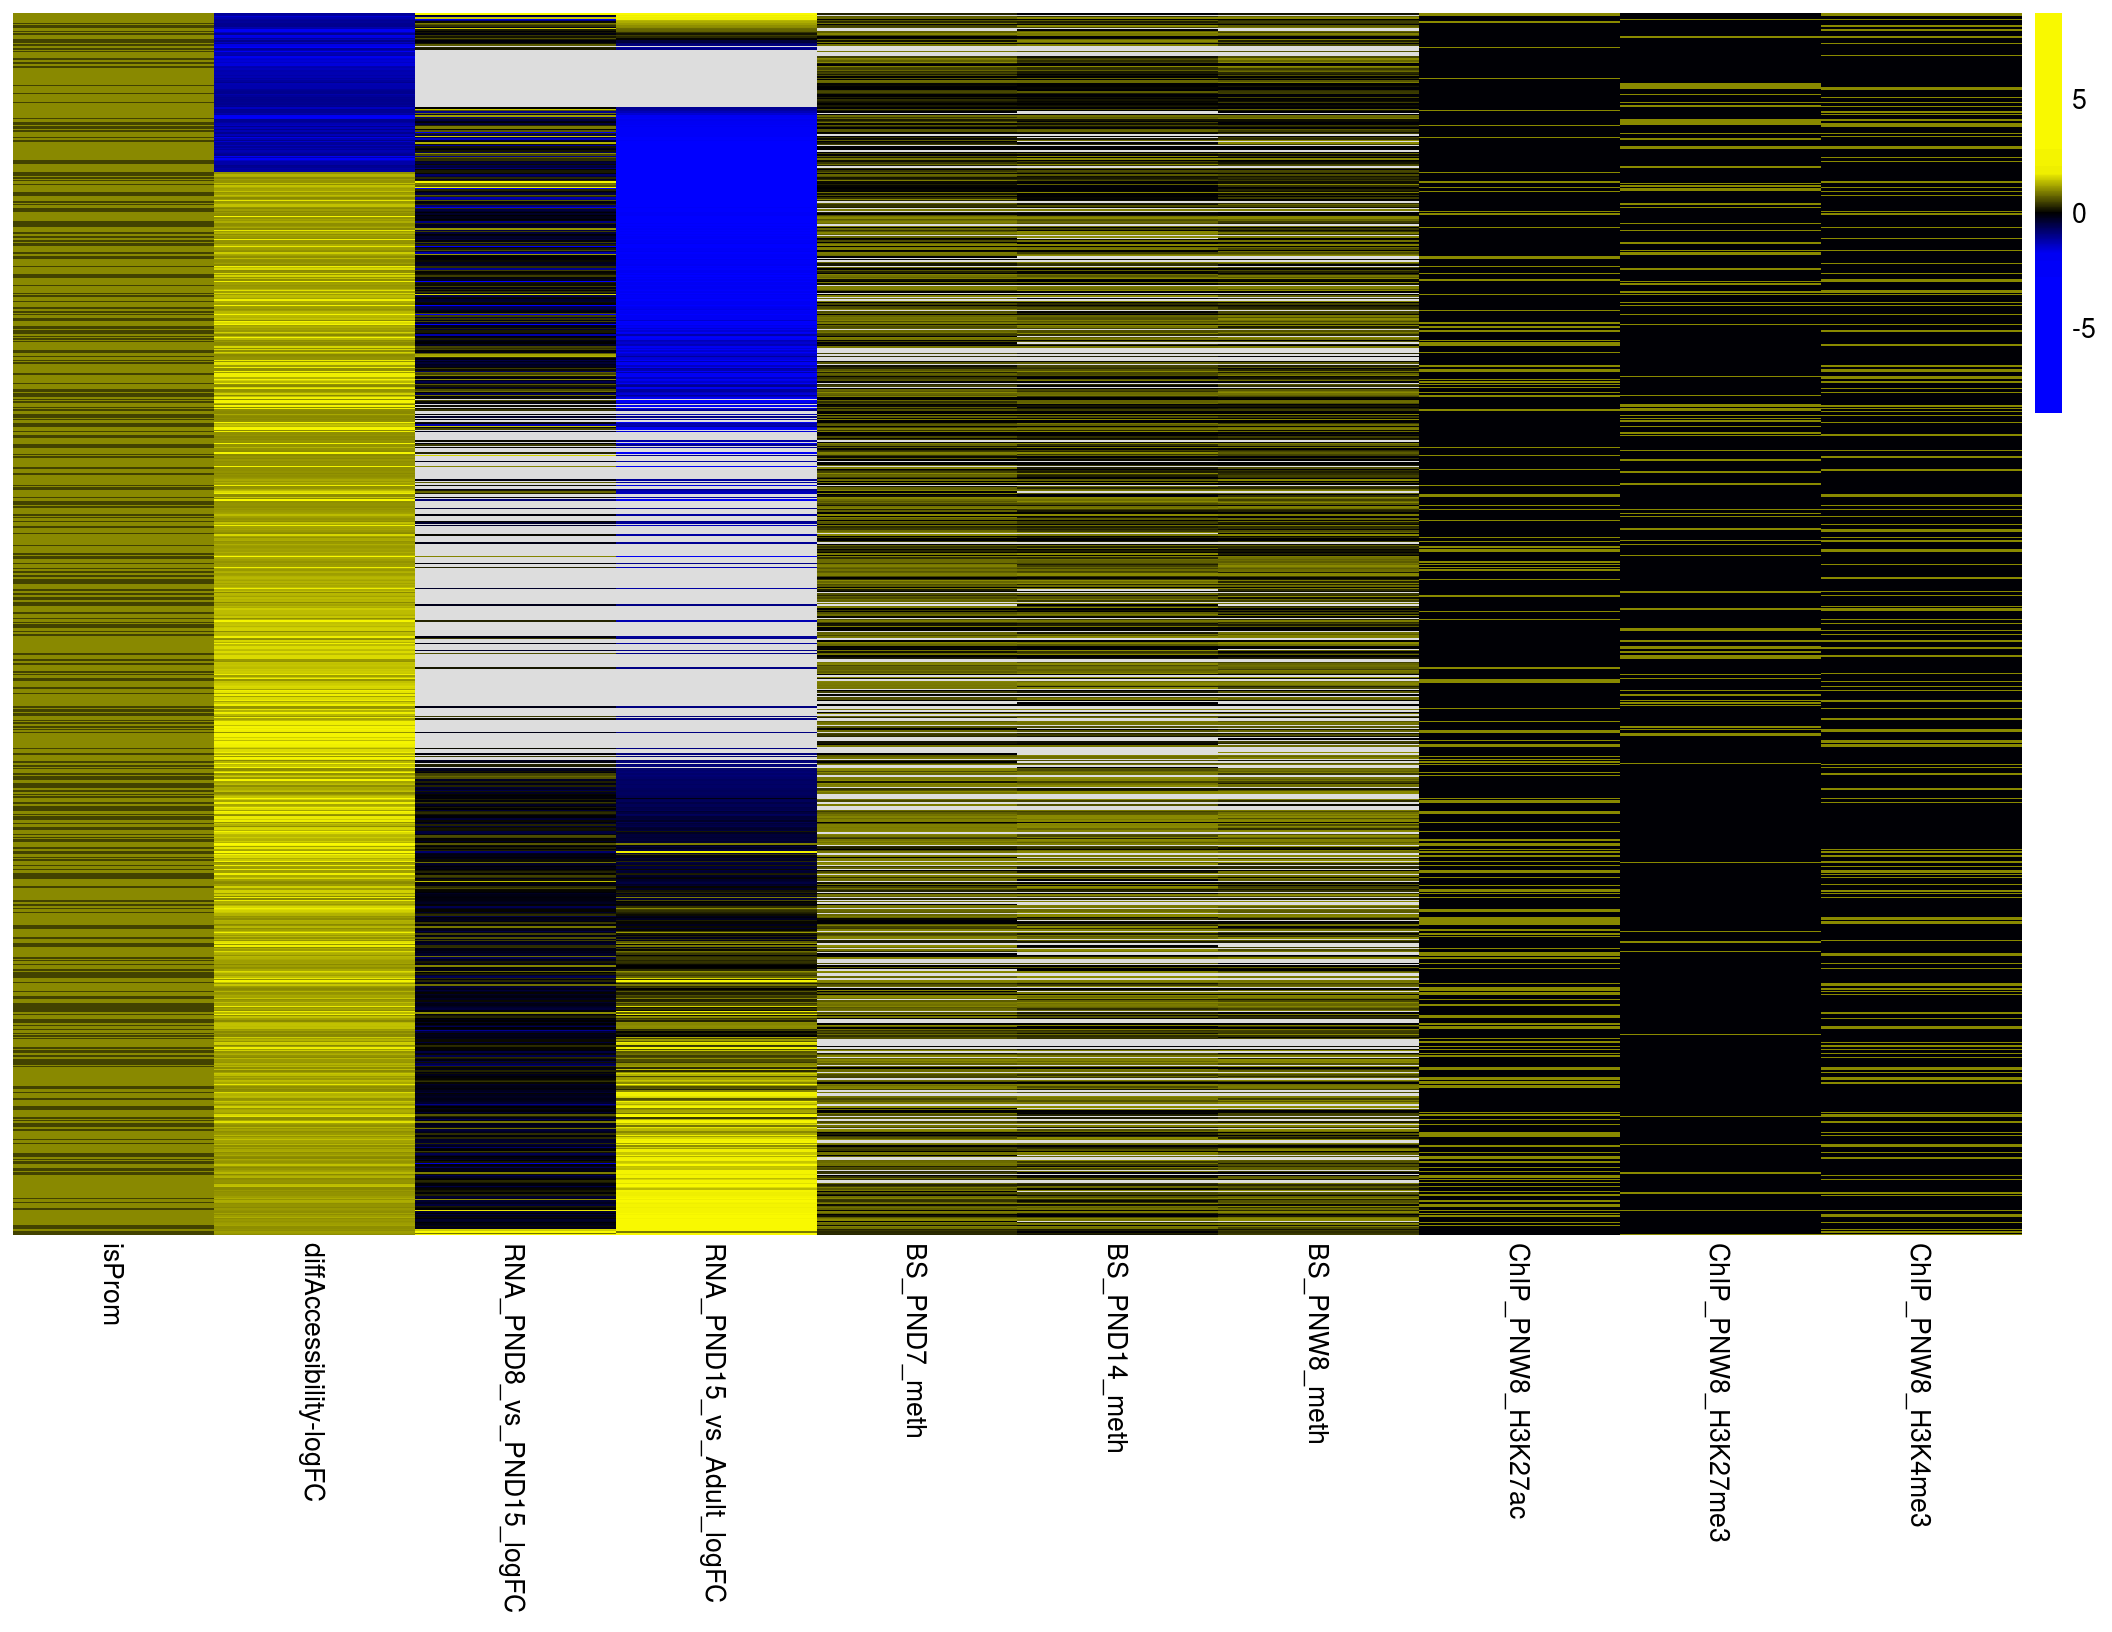 5
0
-5
isProm
diffAccessibility-logFC
RNA_PND8_vs_PND15_logFC
RNA_PND15_vs_Adult_logFC
BS_PND7_meth
BS_PND14_meth
BS_PNW8_meth
ChIP_PNW8_H3K27ac
ChIP_PNW8_H3K27me3
ChIP_PNW8_H3K4me3